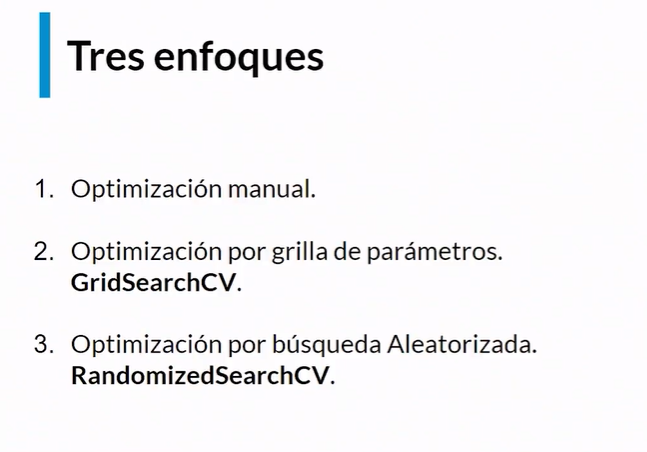 Tres enfoques
1. Optimización manual.
2. Optimización por grilla de parámetros.
GridSearchCV.
3. Optimización por búsqueda Aleatorizada.
RandomizedSearchCV.